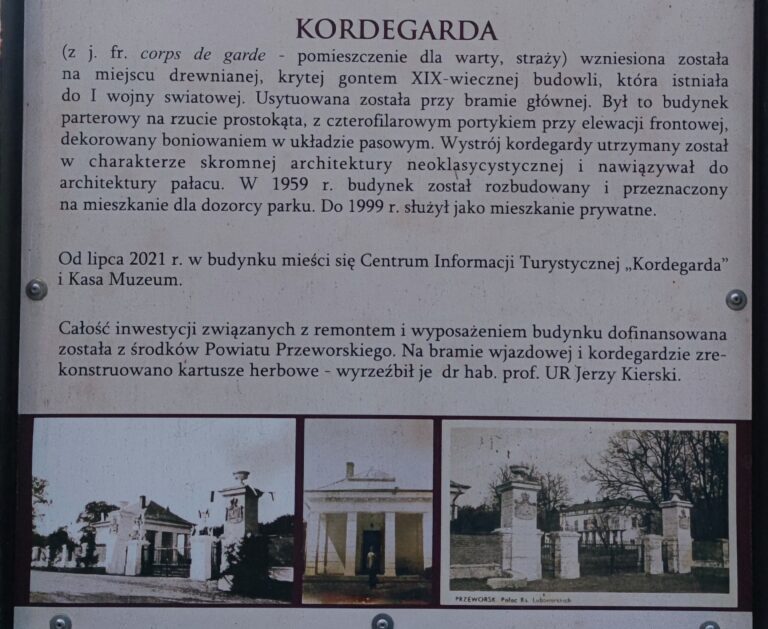 KORDEGARDA
(z j. fr. corps de garde - pomieszczenie dla warty, straży) wzniesiona została
na miejscu drewnianej, krytej gontem XIX-wiecznej budowli, która istniała
do I wojny swiatowej. Usytuowana została przy bramie głównej. Był to budynek
parterowy na rzucie prostokąta, z czterofilarowym portykiem przy elewacji frontowej,
dekorowany boniowaniem w układzie pasowym. Wystrój kordegardy utrzymany został
w charakterze skromnej architektury neoklasycystycznej i nawiązywał do
architektury pałacu. W 1959 r. budynek został rozbudowany i przeznaczony
na mieszkanie dla dozorcy parku. Do 1999 r. służył jako mieszkanie prywatne.
Od lipca 2021 r. w budynku mieści się Centrum Informacji Turystycznej „Kordegarda”
i Kasa Muzeum.
Całość inwestycji związanych z remontem i wyposażeniem budynku dofinansowana
została z środków Powiatu Przeworskiego. Na bramie wjazdowej i kordegardzie zre-
konstruowano kartusze herbowe - wyrzeźbił je dr hab. prof. UR Jerzy Kierski.
PRZEWORSK Pałac Ks. Lubomirskich